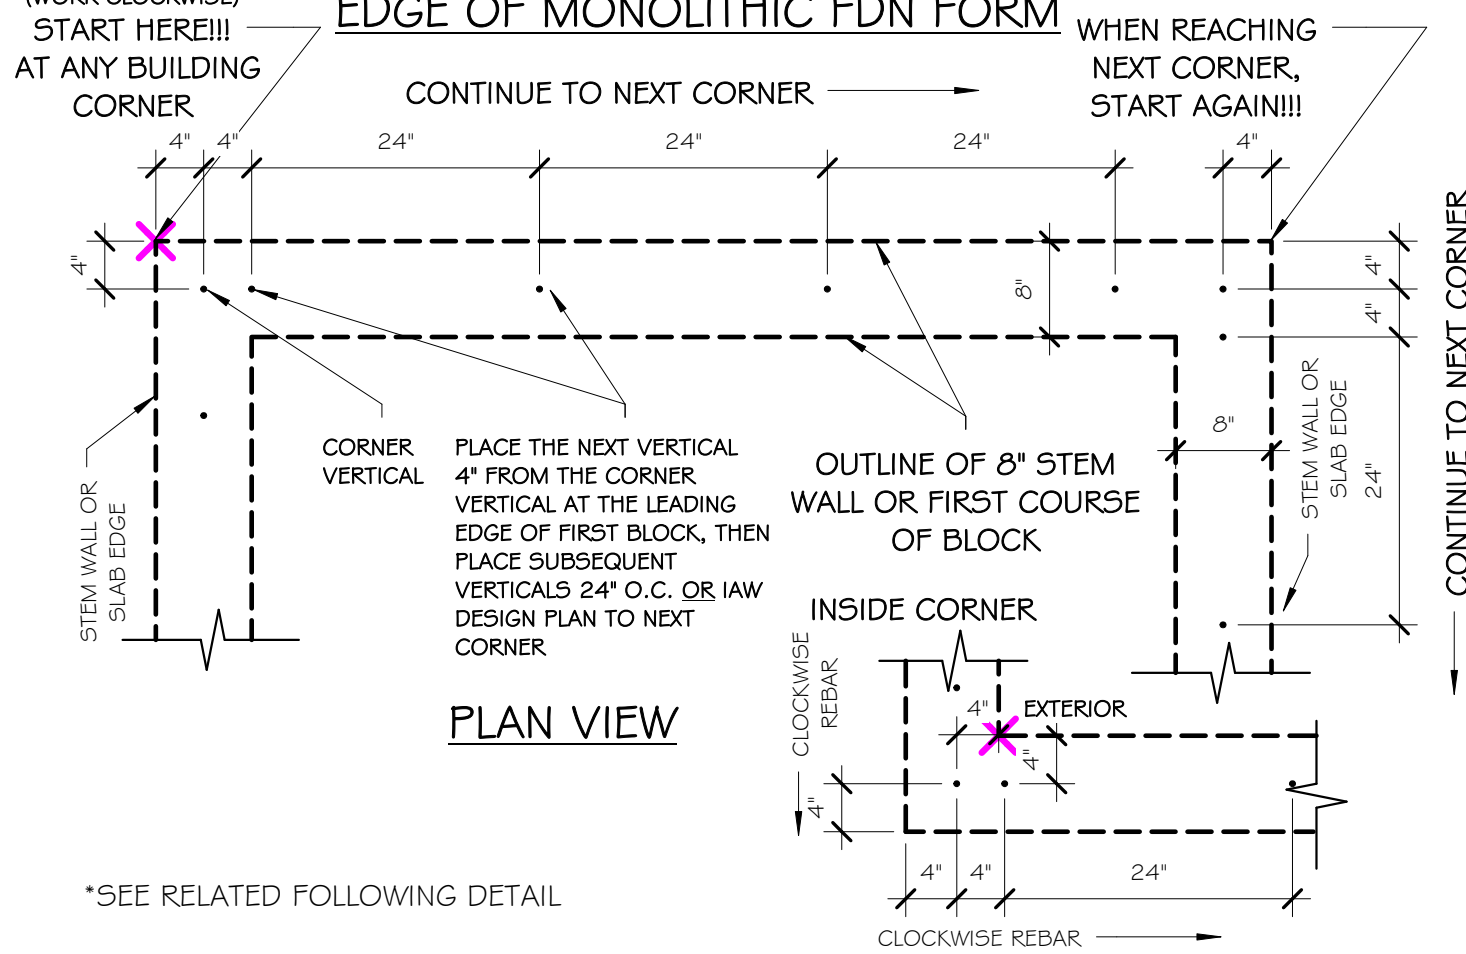 (WORK CLOCKWISE)
START HERE!!!
AT ANY BUILDING
CORNER
EDGE OF MONOLITHIC FDN FORM
CONTINUE TO NEXT CORNER
WHEN REACHING
NEXT CORNER,
START AGAIN!!!
4" 4" 24" 24" 24" 4"
4"
8"
4"
4"
24"
8"
CONTINUE TO NEXT CORNER
STEM WALL OR
SLAB EDGE
CORNER
VERTICAL
PLACE THE NEXT VERTICAL
4" FROM THE CORNER
VERTICAL AT THE LEADING
EDGE OF FIRST BLOCK, THEN
PLACE SUBSEQUENT
VERTICALS 24" O.C. OR IAW
DESIGN PLAN TO NEXT
CORNER
OUTLINE OF 8" STEM
WALL OR FIRST COURSE
OF BLOCK
STEM WALL OR
SLAB EDGE
PLAN VIEW
INSIDE CORNER
CLOCKWISE
REBAR
4"
EXTERIOR
4"
4"
4" 4" 24"
CLOCKWISE REBAR
*SEE RELATED FOLLOWING DETAIL